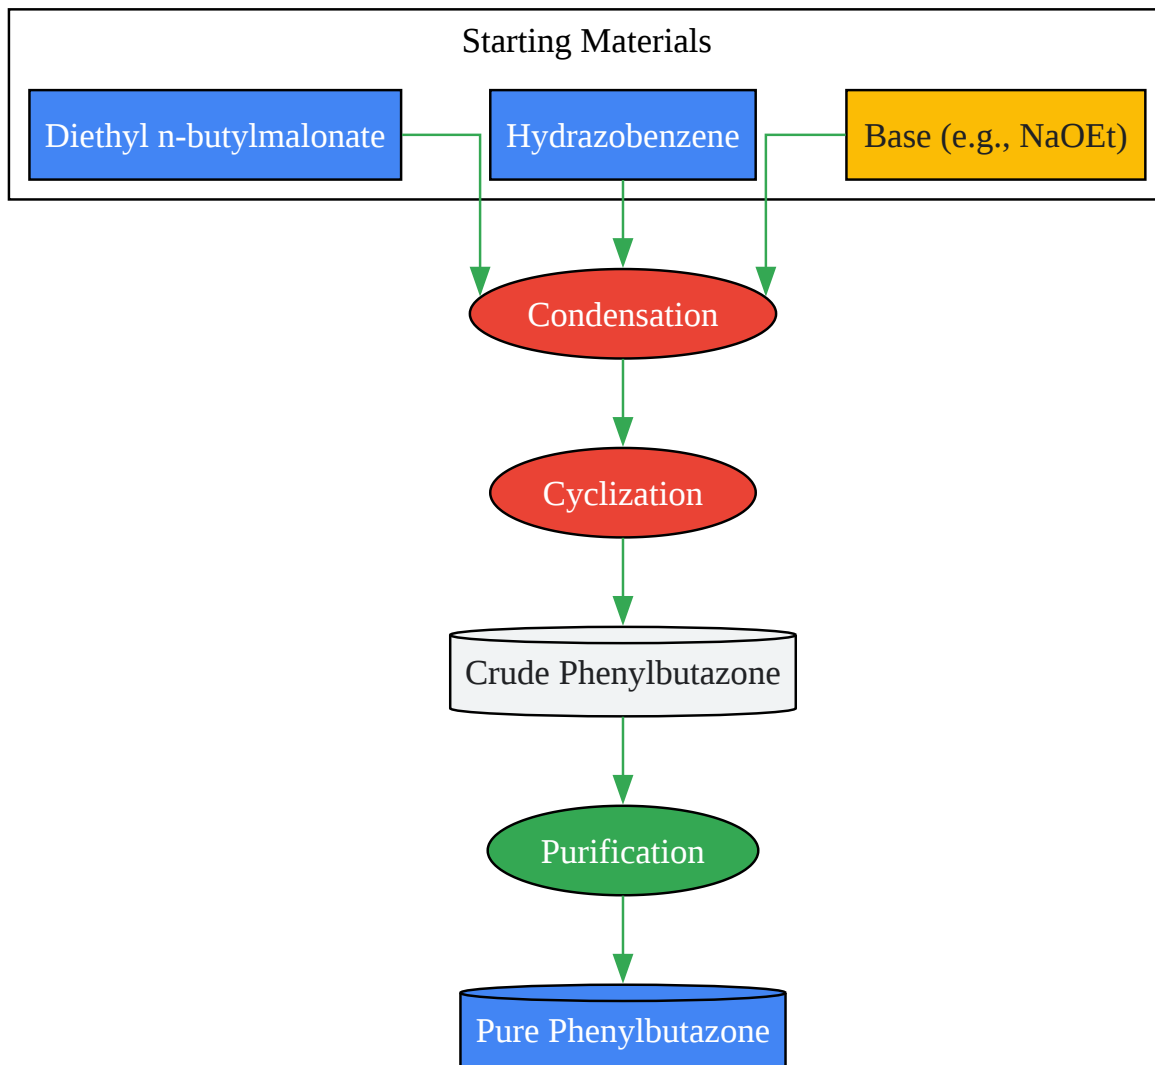 Starting Materials
Diethyl n-butylmalonate
Hydrazobenzene
Base (e.g., NaOEt)
Condensation
Cyclization
Crude Phenylbutazone
Purification
Pure Phenylbutazone